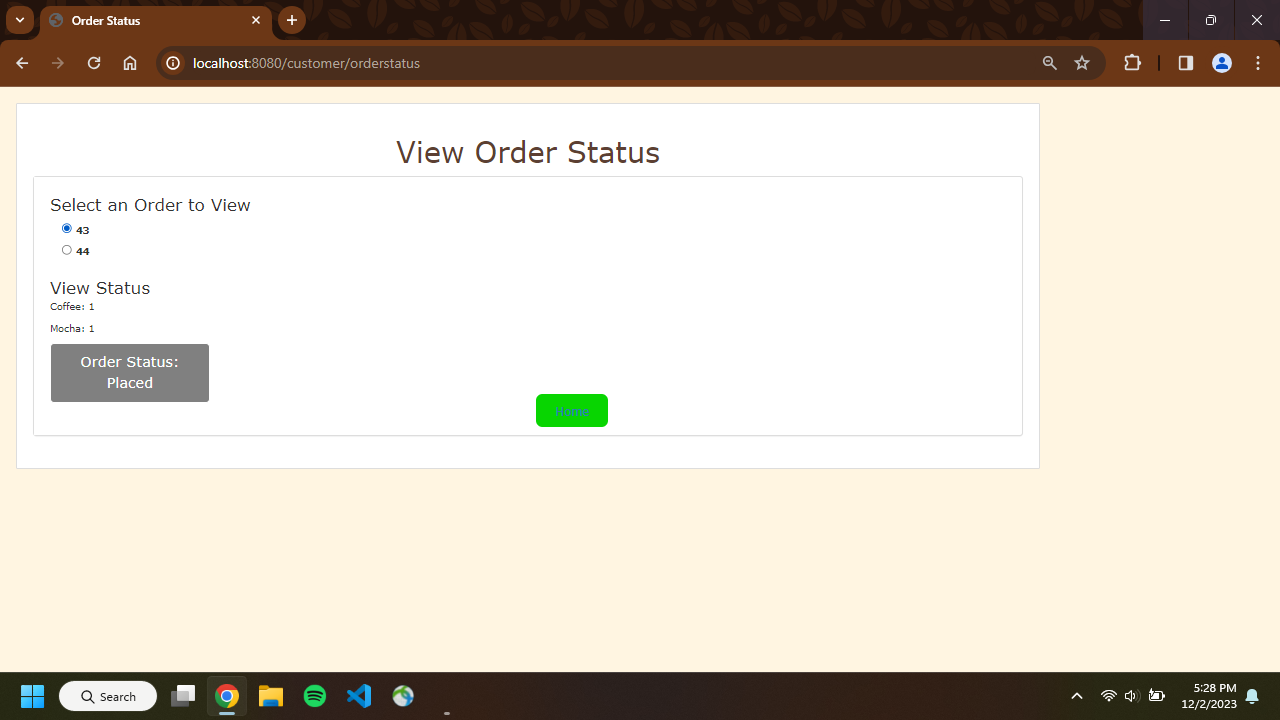 Order Status
localhost:8080/customer/orderstatus
View Order Status
Select an Order to View
43
44
View Status
Coffee: 1
Mocha: 1
Order Status:
Placed
Home
Search
5:28 PM
12/2/2023